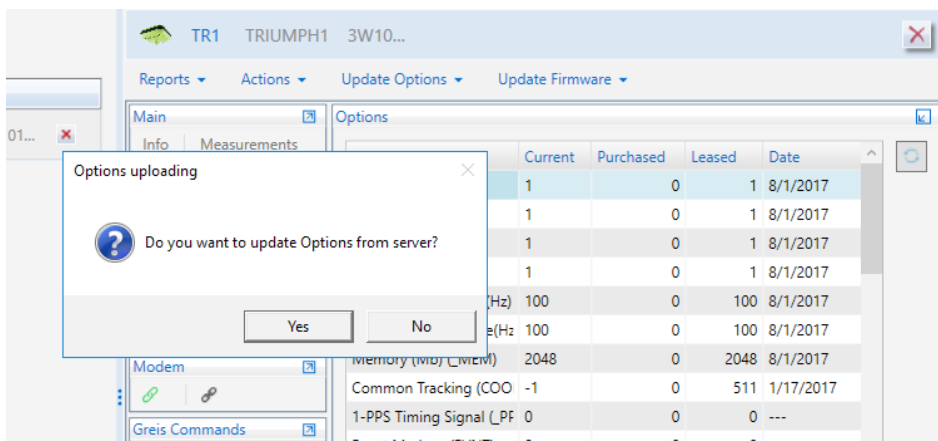 TR1 TRIUMPH1 3W10...
Reports Actions Update Options Update Firmware
Main
Options
01...
Info Measurements
Current Purchased Leased Date
Options uploading
1 0 1 8/1/2017
1 0 1 8/1/2017
Do you want to update Options from server?
1 0 1 8/1/2017
1 0 1 8/1/2017
(Hz) 100 0 100 8/1/2017
Yes No
e(Hz 100 0 100 8/1/2017
Memory (Mb) (_MEM) 2048 0 2048 8/1/2017
Modem
Common Tracking (COO -1 0 511 1/17/2017
1-PPS Timing Signal (_PF 0 0 0 ---
Greis Commands